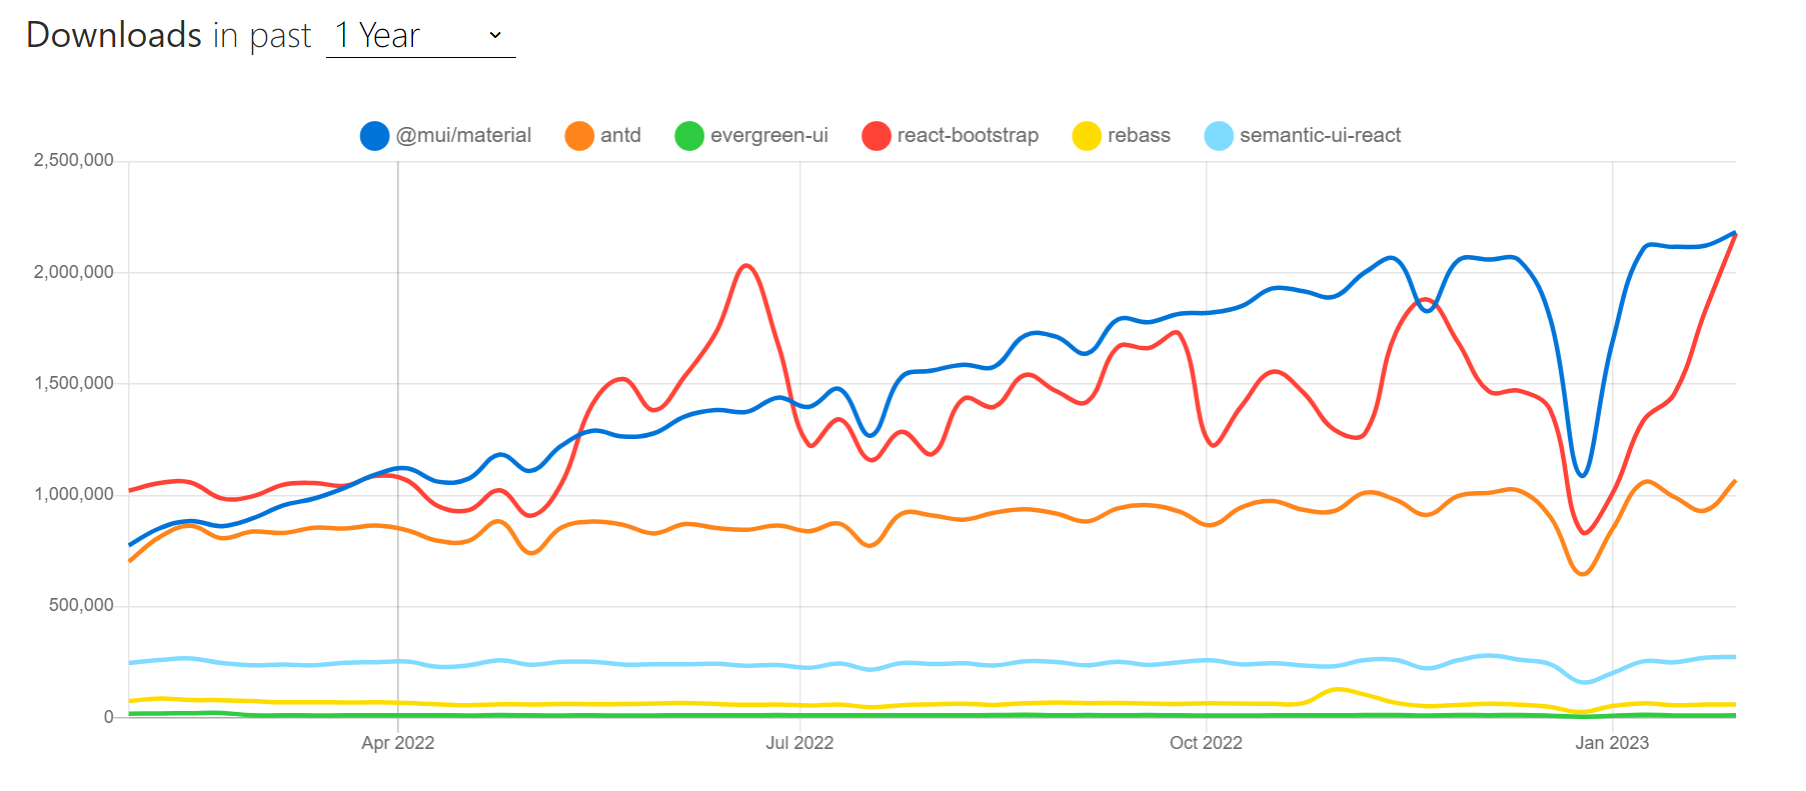 Downloads in past 1 Year
@mui/material antd evergreen-ui react-bootstrap rebass semantic-ui-react
2,500,000
2,000,000
1,500,000
1,000,000
500,000
0
Apr 2022 Jul 2022 Oct 2022 Jan 2023